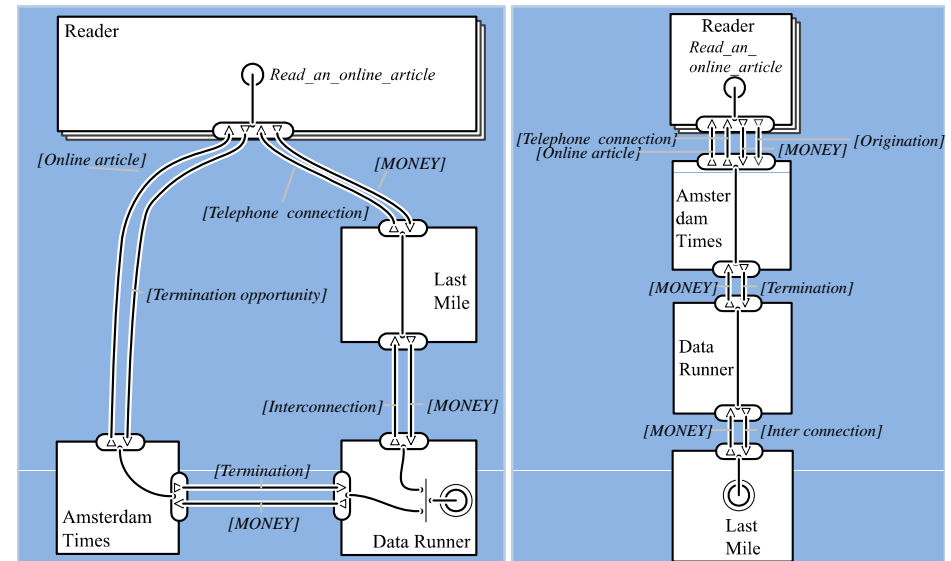 Reader
Read_an_online_article
[Online article]
[MONEY]
[Telephone connection]
[Termination opportunity]
Last
Mile
[Interconnection]
[MONEY]
[Termination]
[MONEY]
Amsterdam
Times
Data Runner
Reader
Read_an_
online_article
[Telephone connection]
[Origination]
[Online article]
[MONEY]
Amster
dam
Times
[MONEY]
[Termination]
Data
Runner
[MONEY]
[Inter connection]
Last
Mile